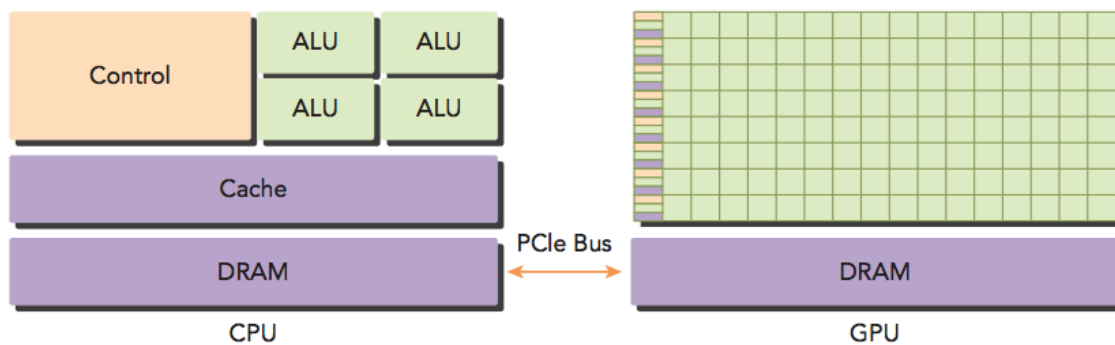 Control
ALU ALU
ALU ALU
Cache
DRAM
CPU
PCIe Bus
DRAM
GPU